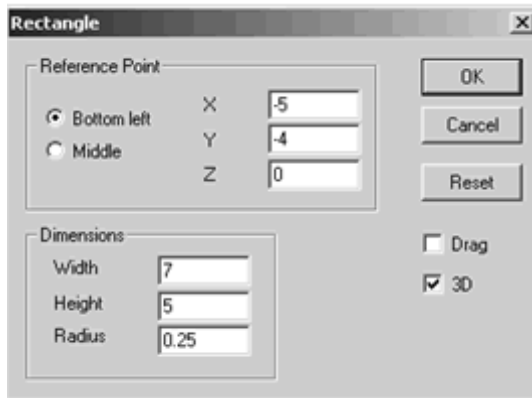 Rectangle
Reference Point
Bottom left
Middle
X -5
Y -4
Z 0
OK
Cancel
Reset
Dimensions
Width 7
Height 5
Radius 0.25
Drag
3D